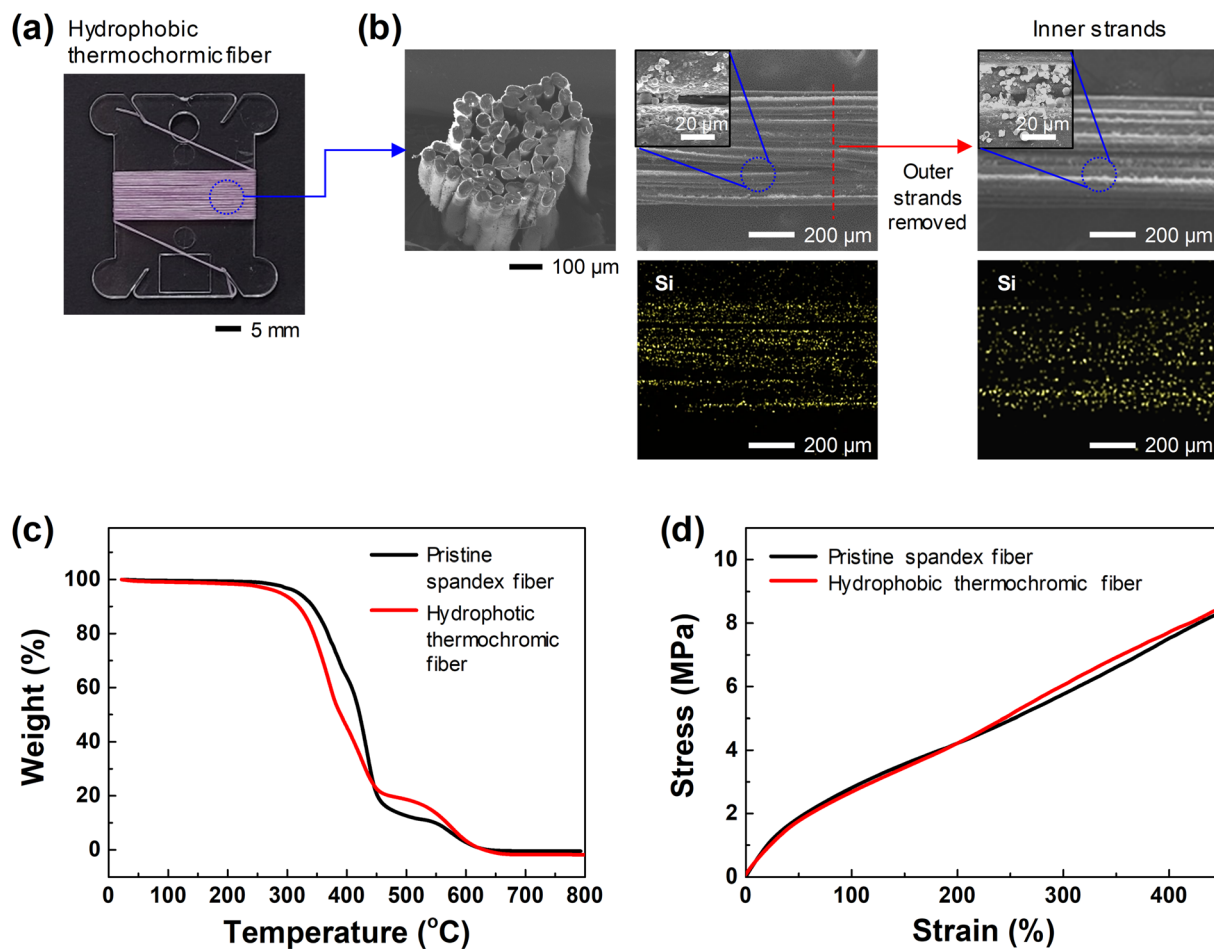 (a)
Hydrophobic
thermochormic fiber
5 mm
(b)
100 µm
20 µm
200 µm
Outer
strands
removed
Inner strands
20 µm
200 µm
Si
200 µm
Si
200 µm
(c)
Pristine
spandex fiber
Hydrophotic
thermochromic
fiber
Weight (%)
100
80
60
40
20
0
0 100 200 300 400 500 600 700 800
Temperature (°C)
(d)
Pristine spandex fiber
Hydrophobic thermochromic fiber
Stress (MPa)
10
8
6
4
2
0
0 100 200 300 400
Strain (%)